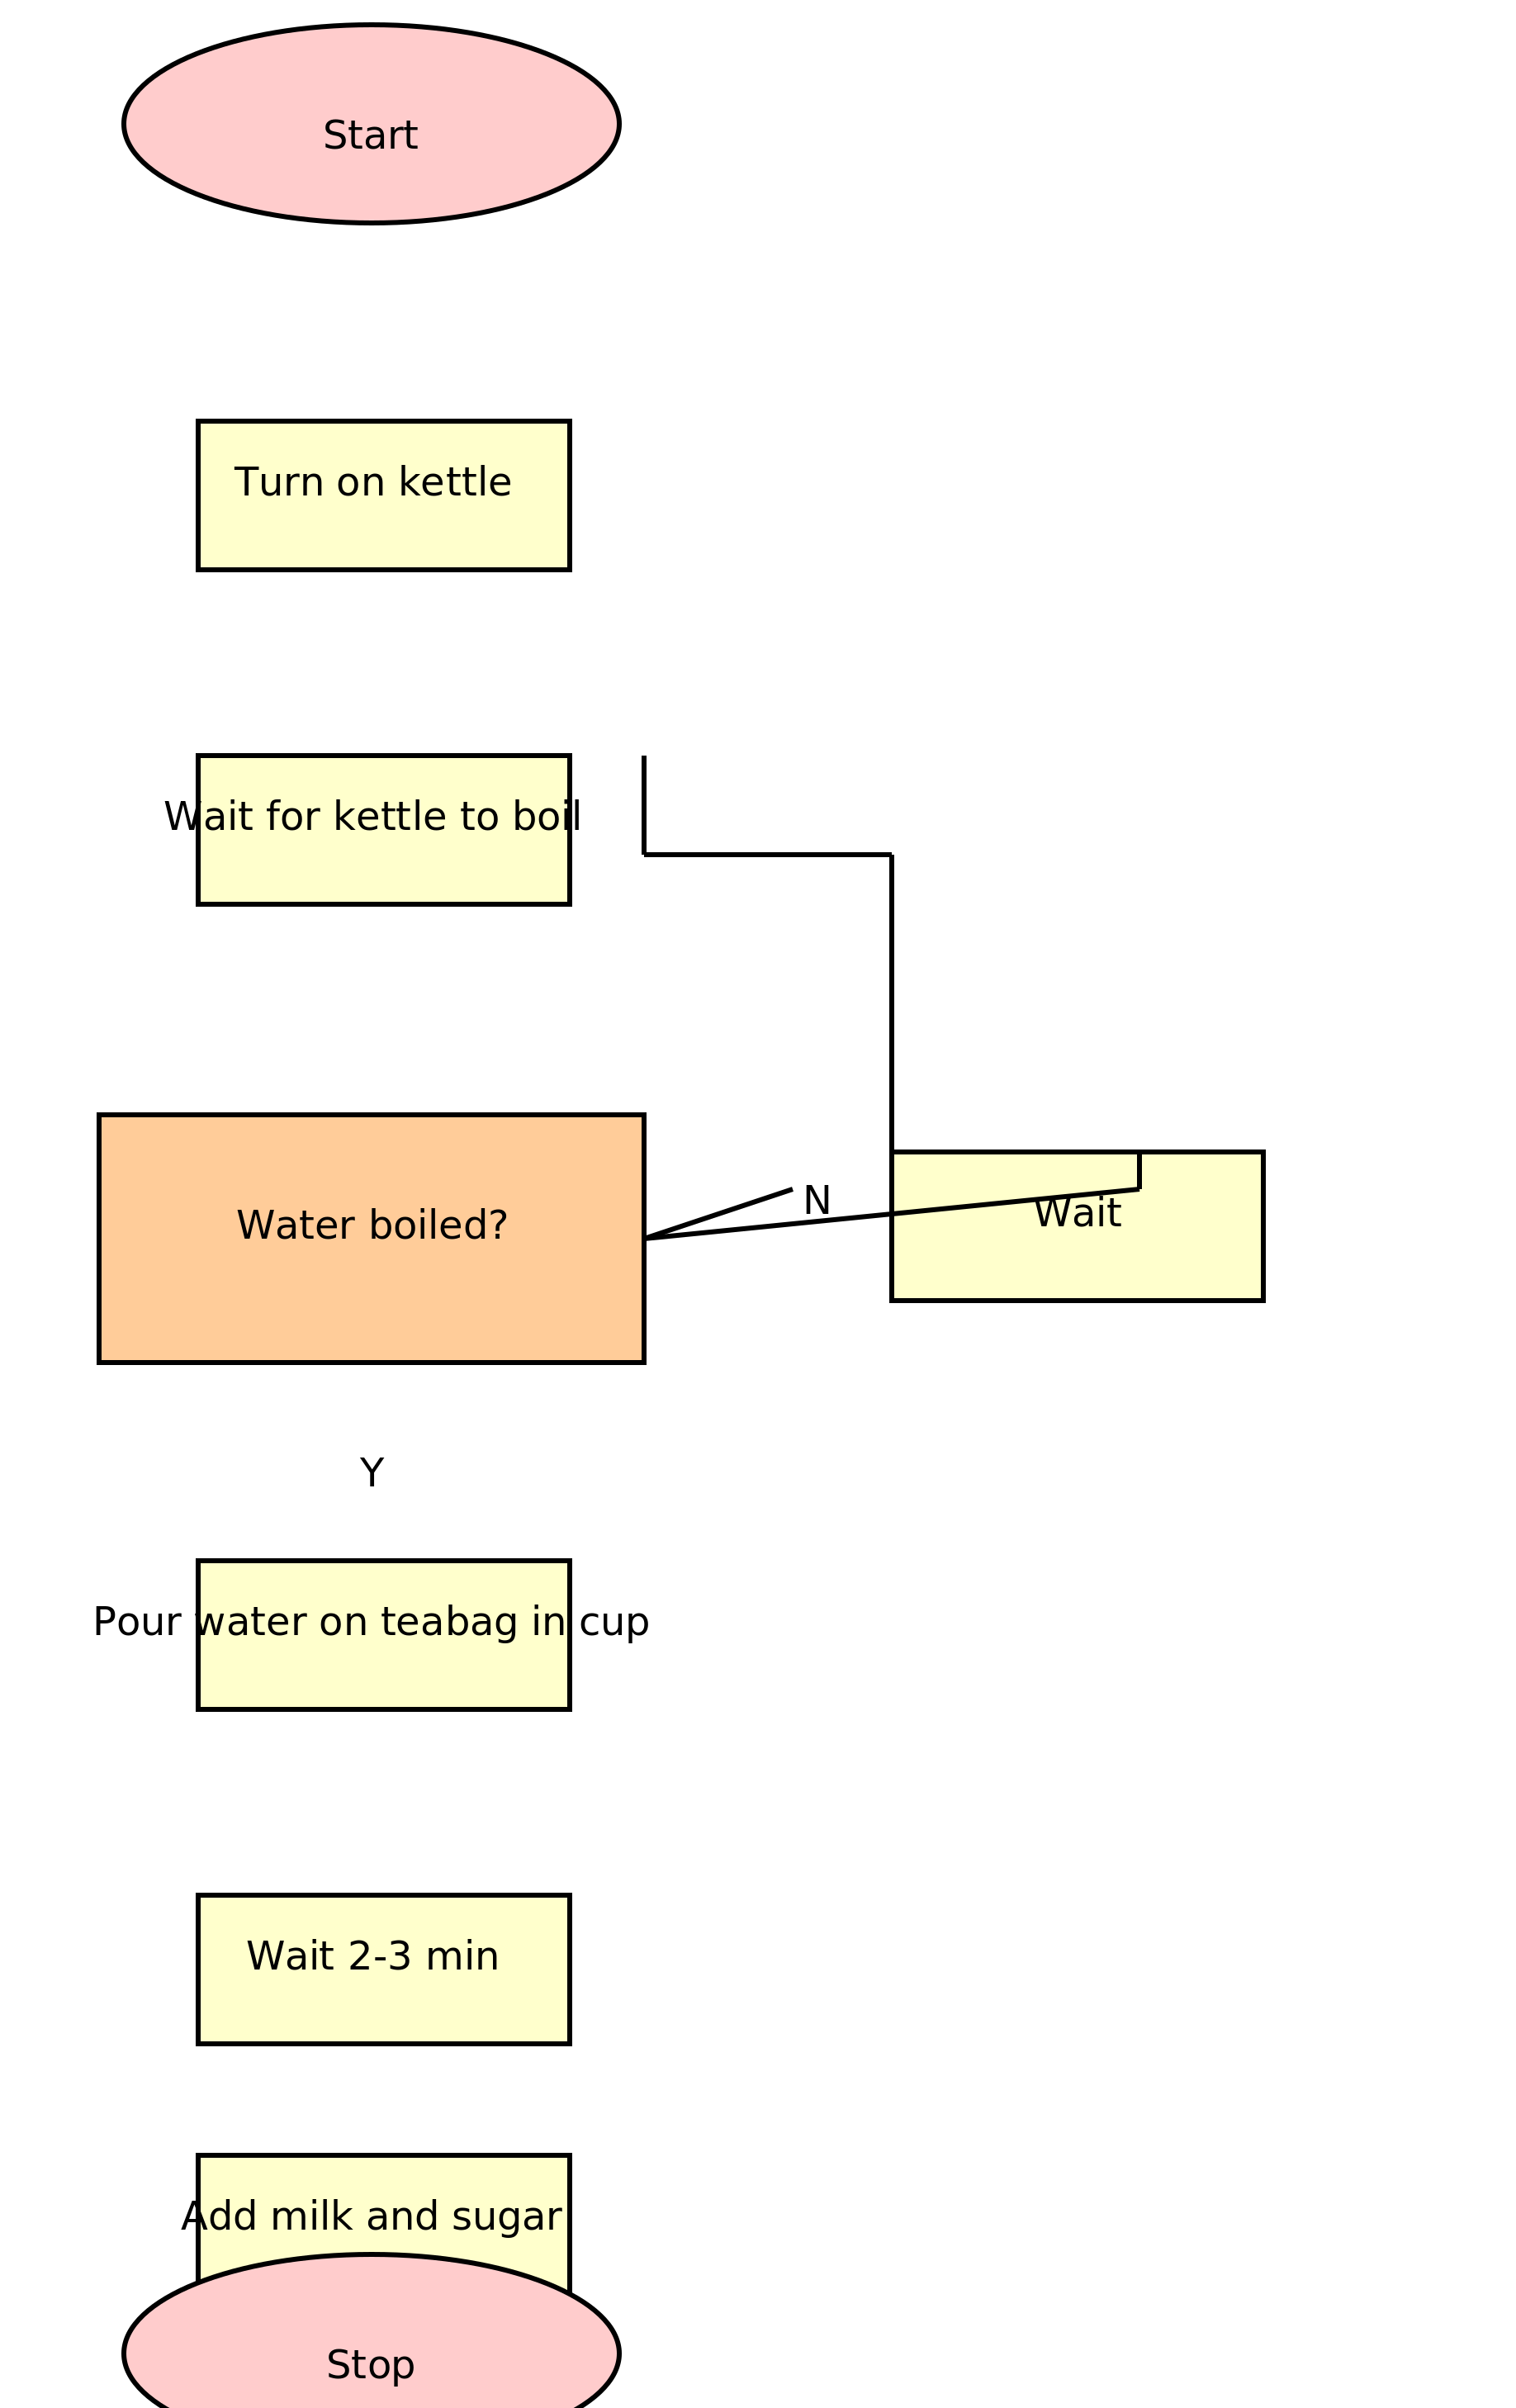 Start
Turn on kettle
Wait for kettle to boil
Water boiled?
N
Wait
Y
Pour water on teabag in cup
Wait 2-3 min
Add milk and sugar
Stop